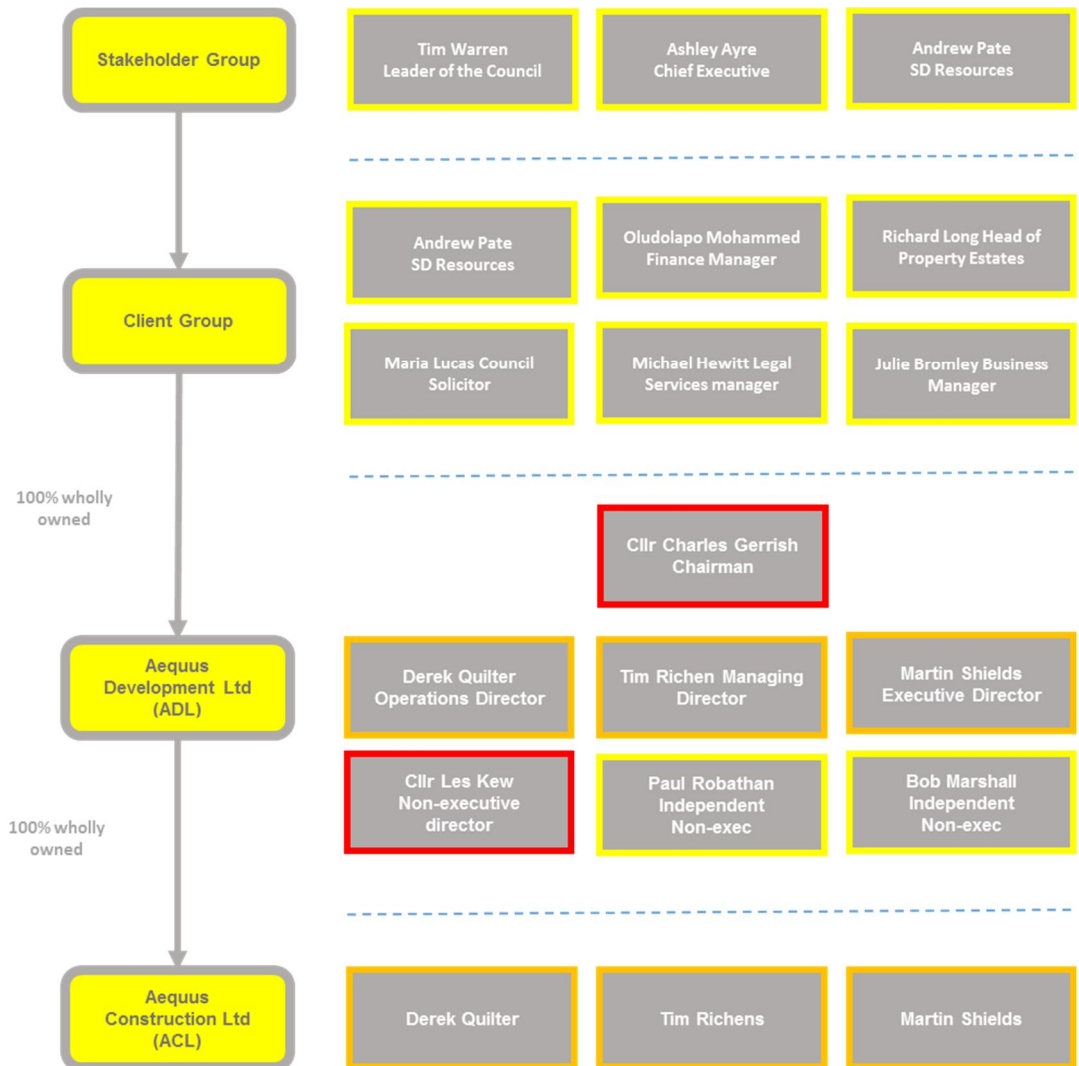 Stakeholder Group
Tim Warren
Leader of the Council
Ashley Ayre
Chief Executive
Andrew Pate
SD Resources
Client Group
Andrew Pate
SD Resources
Oludolapo Mohammed
Finance Manager
Richard Long Head of
Property Estates
Maria Lucas Council
Solicitor
Michael Hewitt Legal
Services manager
Julie Bromley Business
Manager
100% wholly
owned
Cllr Charles Gerrish
Chairman
Aequus
Development Ltd
(ADL)
Derek Quilter
Operations Director
Tim Richen Managing
Director
Martin Shields
Executive Director
Cllr Les Kew
Non-executive
director
Paul Robathan
Independent
Non-exec
Bob Marshall
Independent
Non-exec
100% wholly
owned
Aequus
Construction Ltd
(ACL)
Derek Quilter
Tim Richens
Martin Shields